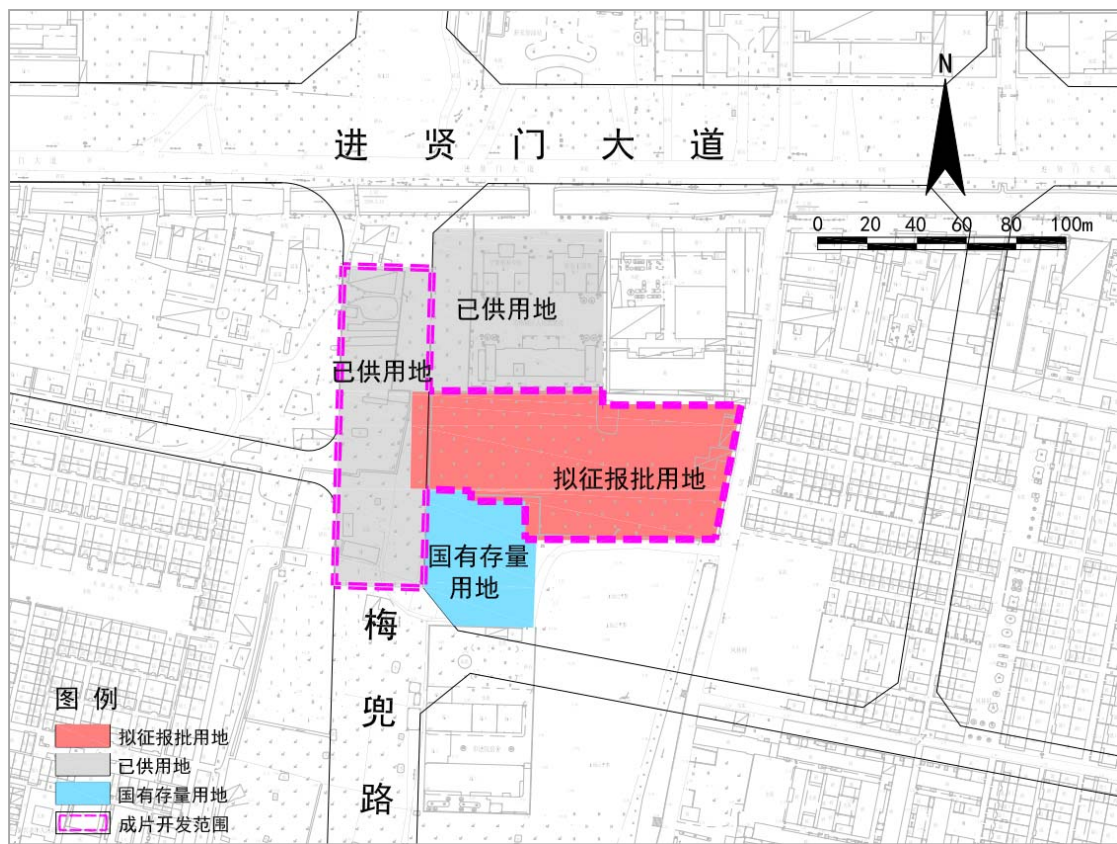 进贤门大道
N
0 20 40 60 80 100m
已供用地
已供用地
拟征报批用地
国有存量
用地
梅兜路
图例
拟征报批用地
已供用地
国有存量用地
成片开发范围